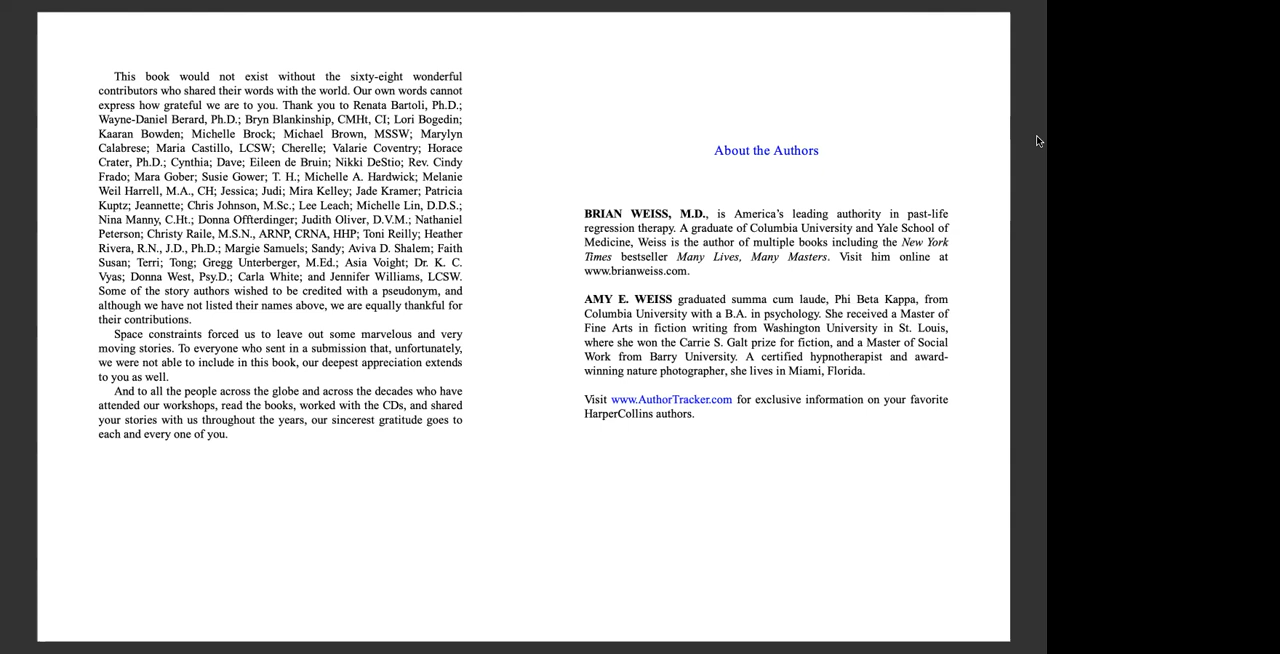 This book would not exist without the sixty-eight wonderful
contributors who shared their words with the world. Our own words cannot
express how grateful we are to you. Thank you to Renata Bartoli, Ph.D.;
Wayne-Daniel Berard, Ph.D.; Bryn Blankinship, CMHt, CI; Lori Bogedin;
Kaaran Bowden; Michelle Brock; Michael Brown, MSSW; Marylyn
Calabrese; Maria Castillo, LCSW; Cherelle; Valarie Coventry; Horace
Crater, Ph.D.; Cynthia; Dave; Eileen de Bruin; Nikki DeStio; Rev. Cindy
Frado; Mara Gober; Susie Gower; T. H.; Michelle A. Hardwick; Melanie
Weil Harrell, M.A., CH; Jessica; Judi; Mira Kelley; Jade Kramer; Patricia
Kuptz; Jeannette; Chris Johnson, M.Sc.; Lee Leach; Michelle Lin, D.D.S.;
Nina Manny, C.Ht.; Donna Offterdinger; Judith Oliver, D.V.M.; Nathaniel
Peterson; Christy Raile, M.S.N., ARNP, CRNA, HHP; Toni Reilly; Heather
Rivera, R.N., J.D., Ph.D.; Margie Samuels; Sandy; Aviva D. Shalem; Faith
Susan; Terri; Tong; Gregg Unterberger, M.Ed.; Asia Voight; Dr. K. C.
Vyas; Donna West, Psy.D.; Carla White; and Jennifer Williams, LCSW.
Some of the story authors wished to be credited with a pseudonym, and
although we have not listed their names above, we are equally thankful for
their contributions.
Space constraints forced us to leave out some marvelous and very
moving stories. To everyone who sent in a submission that, unfortunately,
we were not able to include in this book, our deepest appreciation extends
to you as well.
And to all the people across the globe and across the decades who have
attended our workshops, read the books, worked with the CDs, and shared
your stories with us throughout the years, our sincerest gratitude goes to
each and every one of you.
About the Authors
BRIAN WEISS, M.D., is America's leading authority in past-life
regression therapy. A graduate of Columbia University and Yale School of
Medicine, Weiss is the author of multiple books including the New York
Times bestseller Many Lives, Many Masters. Visit him online at
www.brianweiss.com.
AMY E. WEISS graduated summa cum laude, Phi Beta Kappa, from
Columbia University with a B.A. in psychology. She received a Master of
Fine Arts in fiction writing from Washington University in St. Louis,
where she won the Carrie S. Galt prize for fiction, and a Master of Social
Work from Barry University. A certified hypnotherapist and award-
winning nature photographer, she lives in Miami, Florida.
Visit www.AuthorTracker.com for exclusive information on your favorite
HarperCollins authors.